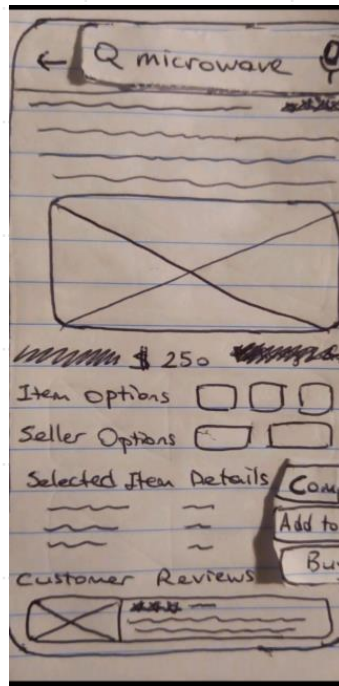 Q microwave
$ 250
Item Options
Seller Options
Selected Item Details
Com
Add to
Bu
Customer Reviews